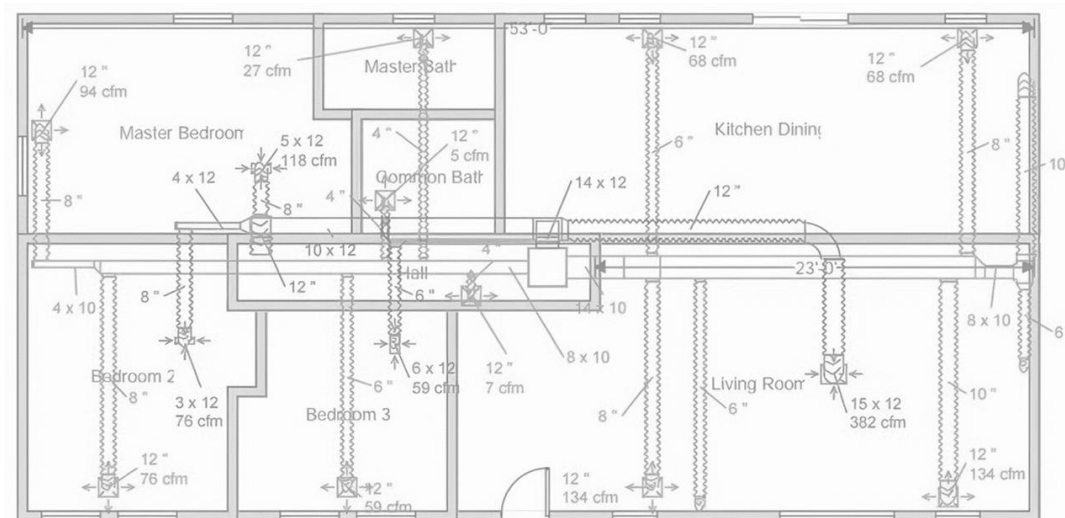 53'-0"
12 "
27 cfm
Master Bath
12 "
68 cfm
12 "
68 cfm
12 "
94 cfm
Master Bedroom
5 x 12
118 cfm
4 x 12
8 "
8 "
4 "
12 "
5 cfm
Common Bath
4 "
14 x 12
Kitchen Dining
6 "
8 "
10
12 "
10 x 12
12 "
Hall
4 "
23'-0"
4 x 10
8 "
6 "
14 x 10
8 x 10
8 x 10
6
Bedroom 2
8 "
3 x 12
76 cfm
6 "
6 x 12
59 cfm
12 "
7 cfm
Bedroom 3
Living Room
8 "
6 "
15 x 12
382 cfm
10 "
12 "
76 cfm
12 "
59 cfm
12 "
134 cfm
12 "
134 cfm